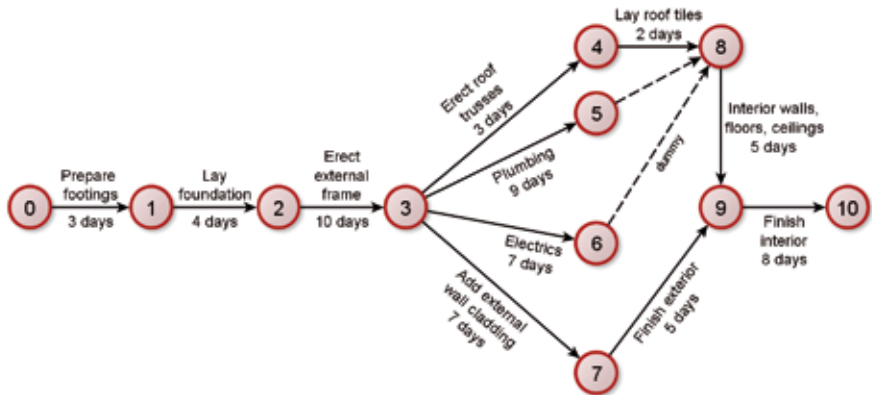 Lay roof tiles
2 days
4
8
Erect roof
trusses
3 days
5
Interior walls,
floors, ceilings
5 days
Plumbing
9 days
dummy
Prepare
footings
3 days
Lay
foundation
4 days
Erect
external
frame
10 days
0
1
2
3
9
10
Finish
interior
8 days
6
Electrics
7 days
Add external
wall cladding
7 days
Finish exterior
5 days
7